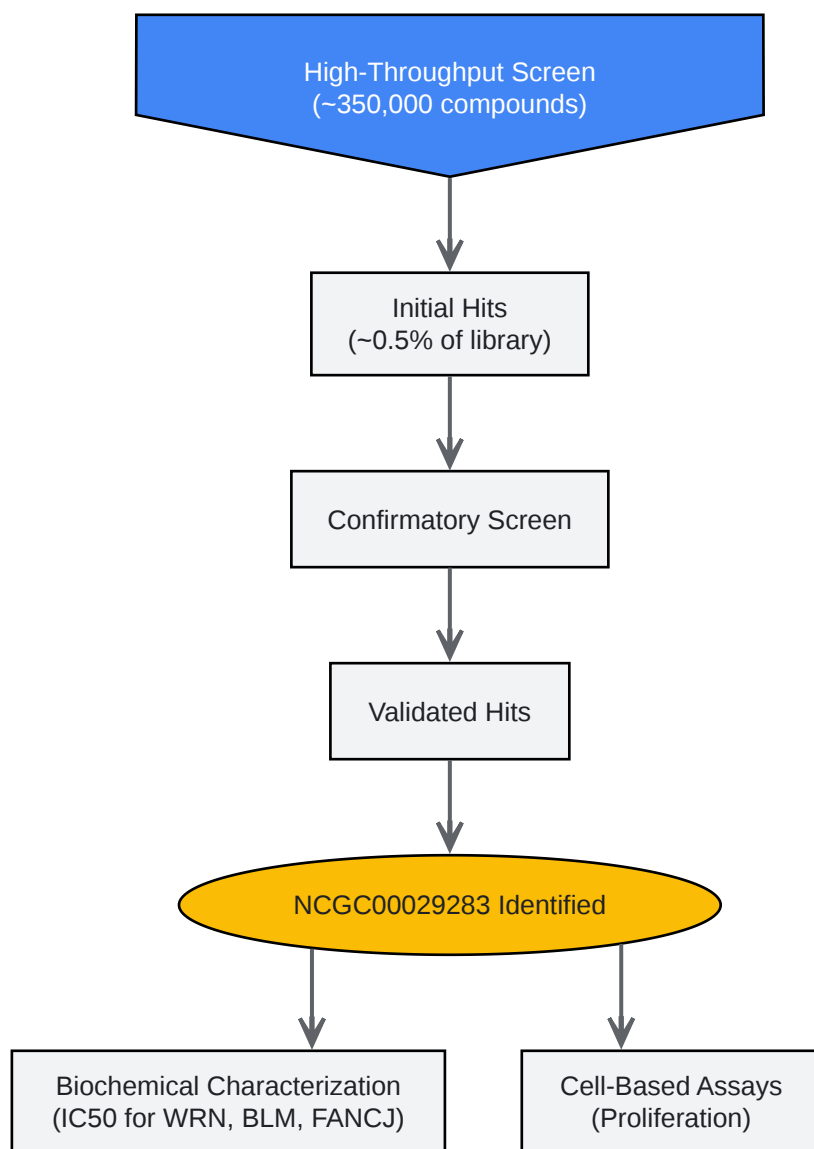 High-Throughput Screen
(~350,000 compounds)
Initial Hits
(~0.5% of library)
Confirmatory Screen
Validated Hits
NCGC00029283 Identified
Biochemical Characterization
(IC50 for WRN, BLM, FANCJ)
Cell-Based Assays
(Proliferation)